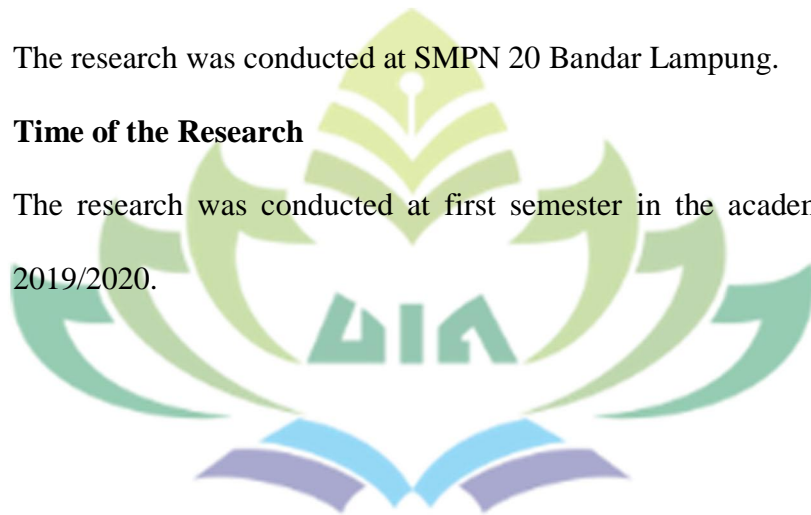 The research was conducted at SMPN 20 Bandar Lampung.
Time of the Research
The research was conducted at first semester in the
2019/2020.
UIN